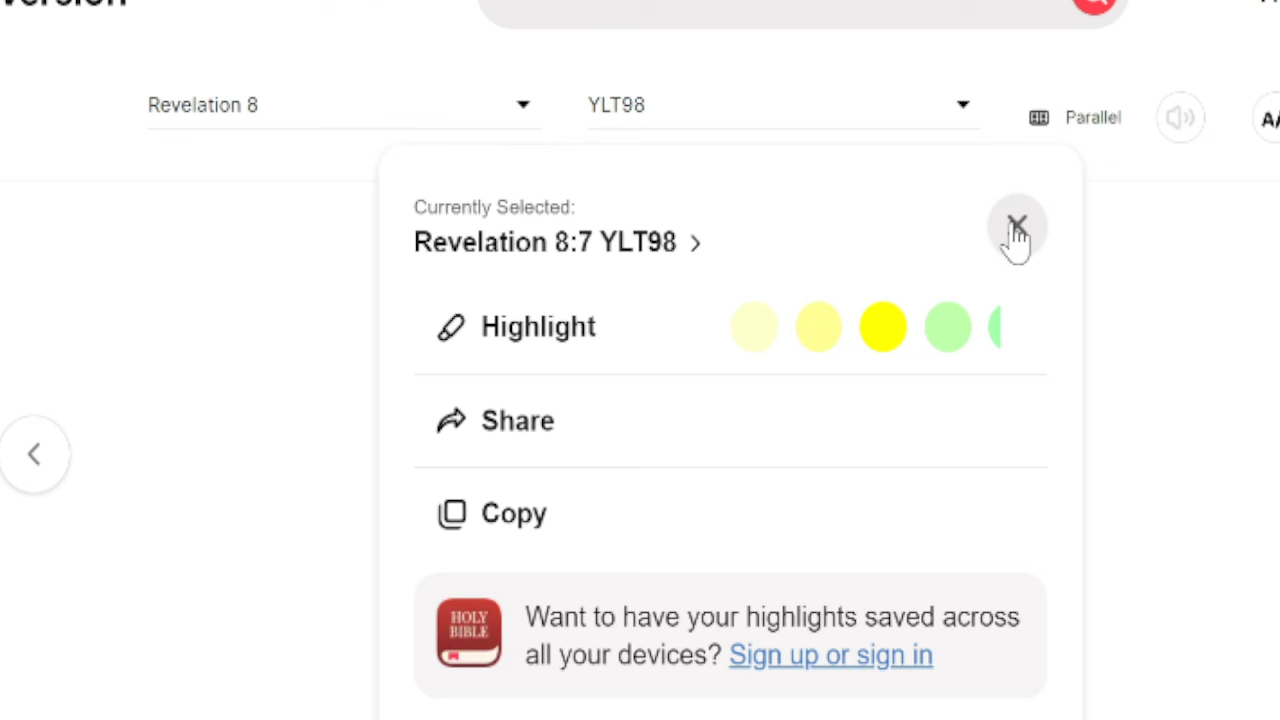 Revelation 8
YLT98
Parallel
Currently Selected:
Revelation 8:7 YLT98
Highlight
Share
Copy
HOLY
BIBLE
Want to have your highlights saved across
all your devices? Sign up or sign in